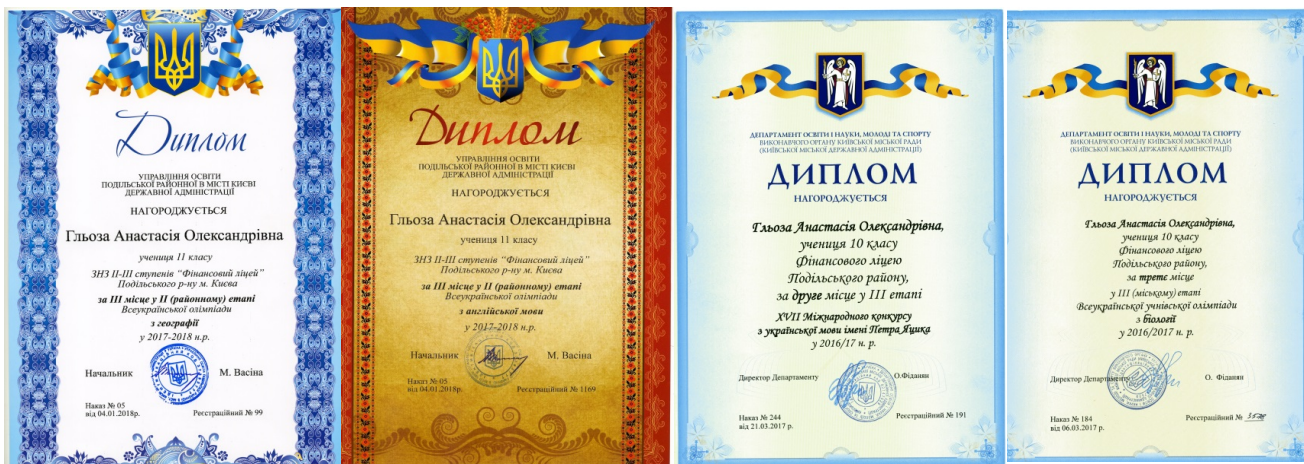 Диплом
УПРАВЛІННЯ ОСВІТИ
ПОДІЛЬСЬКОЇ РАЙОННОЇ В МІСТІ КИЄВІ
ДЕРЖАВНОЇ АДМІНІСТРАЦІЇ
НАГОРОДЖУЄТЬСЯ
Гльоза Анастасія Олександрівна
учениця 11 класу
ЗНЗ ІІ-ІІІ ступенів “Фінансовий ліцей”
Подільського р-ну м. Києва
за ІІІ місце у ІІ (районному) етапі
Всеукраїнської олімпіади
з географії
у 2017-2018 н.р.
Начальник М. Васіна
Наказ № 05
від 04.01.2018р. Реєстраційний № 99
Диплом
УПРАВЛІННЯ ОСВІТИ
ПОДІЛЬСЬКОЇ РАЙОННОЇ В МІСТІ КИЄВІ
ДЕРЖАВНОЇ АДМІНІСТРАЦІЇ
НАГОРОДЖУЄТЬСЯ
Гльоза Анастасія Олександрівна
учениця 11 класу
ЗНЗ ІІ-ІІІ ступенів “Фінансовий ліцей”
Подільського р-ну м. Києва
за ІІІ місце у ІІ (районному) етапі
Всеукраїнської олімпіади
з англійської мови
у 2017-2018 н.р.
Начальник М. Васіна
Наказ № 05
від 04.01.2018р. Реєстраційний № 1169
ДЕПАРТАМЕНТ ОСВІТИ І НАУКИ, МОЛОДІ ТА СПОРТУ
ВИКОНАВЧОГО ОРГАНУ КИЇВСЬКОЇ МІСЬКОЇ РАДИ
(КИЇВСЬКОЇ МІСЬКОЇ ДЕРЖАВНОЇ АДМІНІСТРАЦІЇ)
ДИПЛОМ
НАГОРОДЖУЄТЬСЯ
Гльоза Анастасія Олександрівна,
учениця 10 класу
Фінансового ліцею
Подільського району,
за друге місце у ІІІ етапі
XVII Міжнародного конкурсу
з української мови імені Петра Яцика
у 2016/17 н. р.
Директор Департаменту О.Фіданян
Наказ № 244
від 21.03.2017 р. Реєстраційний № 191
ДЕПАРТАМЕНТ ОСВІТИ І НАУКИ, МОЛОДІ ТА СПОРТУ
ВИКОНАВЧОГО ОРГАНУ КИЇВСЬКОЇ МІСЬКОЇ РАДИ
(КИЇВСЬКОЇ МІСЬКОЇ ДЕРЖАВНОЇ АДМІНІСТРАЦІЇ)
ДИПЛОМ
НАГОРОДЖУЄТЬСЯ
Гльоза Анастасія Олександрівна,
учениця 10 класу
Фінансового ліцею
Подільського району,
за третє місце
у ІІІ (міському) етапі
Всеукраїнської учнівської олімпіади
з біології
у 2016/2017 н. р.
Директор Департаменту О. Фіданян
Наказ № 184
від 06.03.2017 р. Реєстраційний №